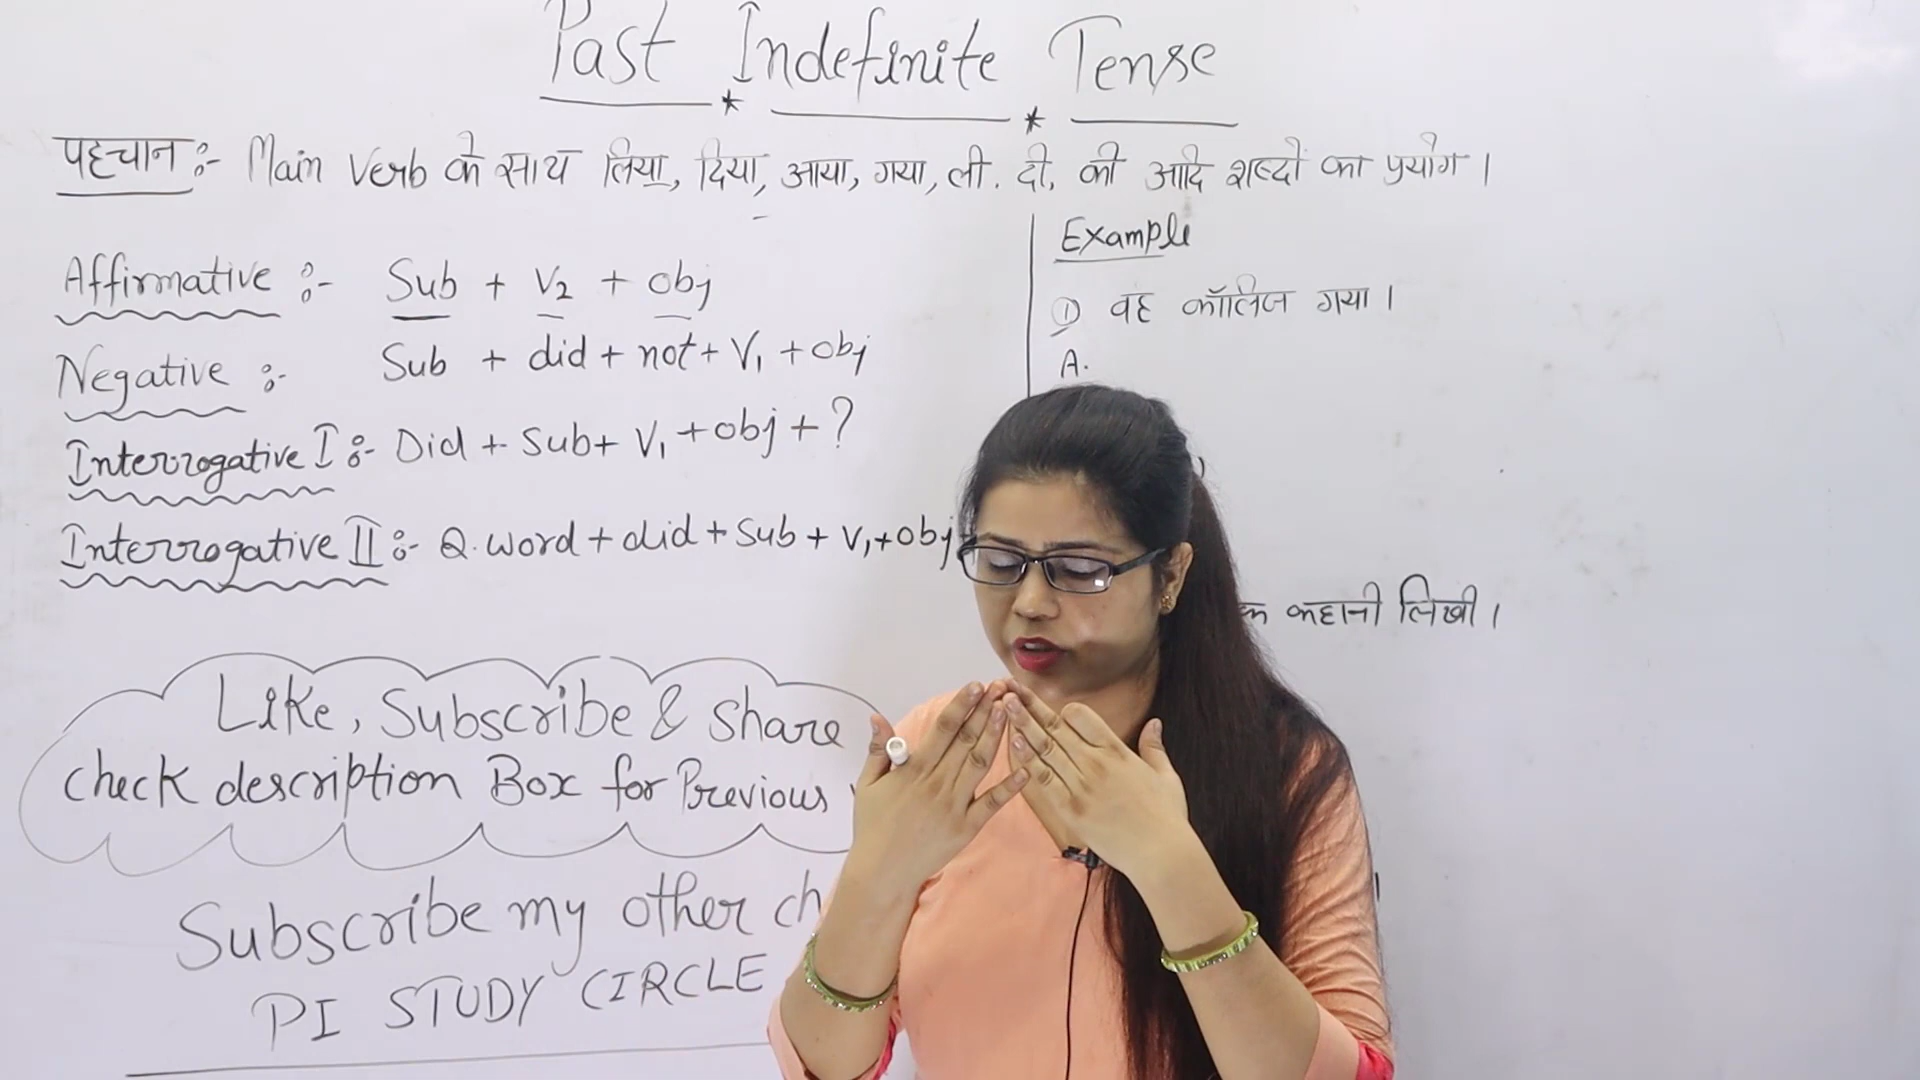 Past Indefinite Tense
पहचान :- Main Verb के साथ लिया, दिया, आया, गया, ली. दी, की आदि शब्दों का प्रयोग ।
Affirmative :- Sub + V2 + obj
Negative :- Sub + did + not + V1 + obj
Interrogative I :- Did + Sub + V1 + obj + ?
Interrogative II :- Q. word + did + Sub + V1 + obj
Example
① वह कॉलिज गया ।
A.
कहानी लिखी ।
Like, Subscribe & Share
check description Box for Previous
Subscribe my other
PI STUDY CIRCLE